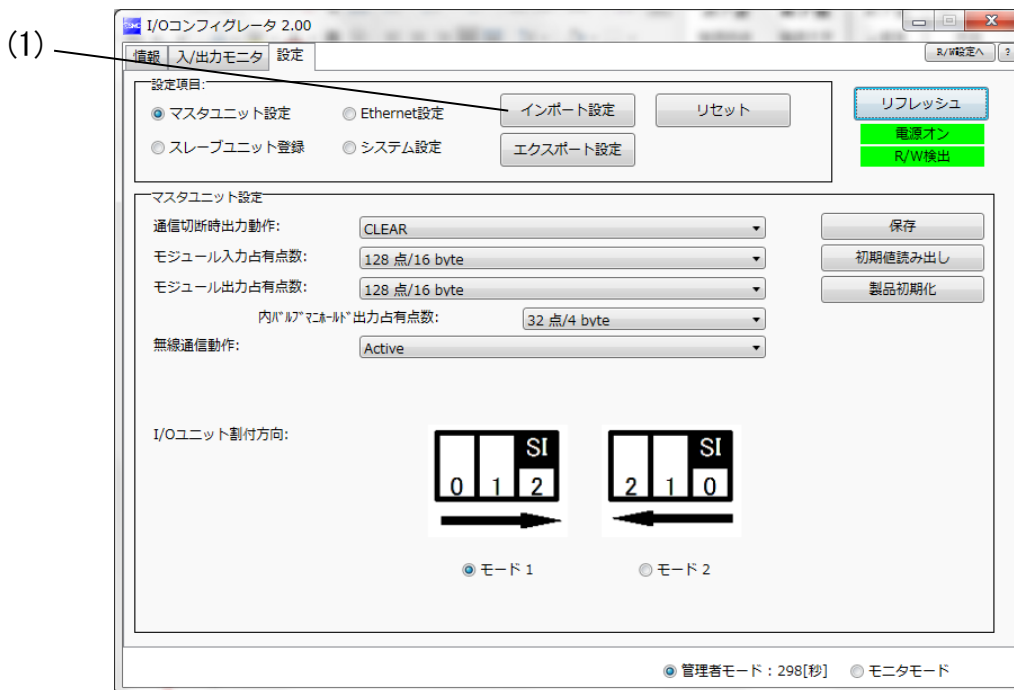 (1)
I/Oコンフィグレータ 2.00
情報 入/出力モニタ 設定 R/W設定へ ?
設定項目:
マスタユニット設定 Ethernet設定 インポート設定 リセット リフレッシュ
電源オン
スレーブユニット登録 システム設定 エクスポート設定 R/W検出
マスタユニット設定
通信切断時出力動作: CLEAR 保存
モジュール入力占有点数: 128 点/16 byte 初期値読み出し
モジュール出力占有点数: 128 点/16 byte 製品初期化
内ﾊﾞﾙﾌﾞﾏﾆﾎｰﾙﾄﾞ出力占有点数: 32 点/4 byte
無線通信動作: Active
I/Oユニット割付方向:
SI SI
0 1 2 2 1 0
モード 1 モード 2
管理者モード：298[秒] モニタモード